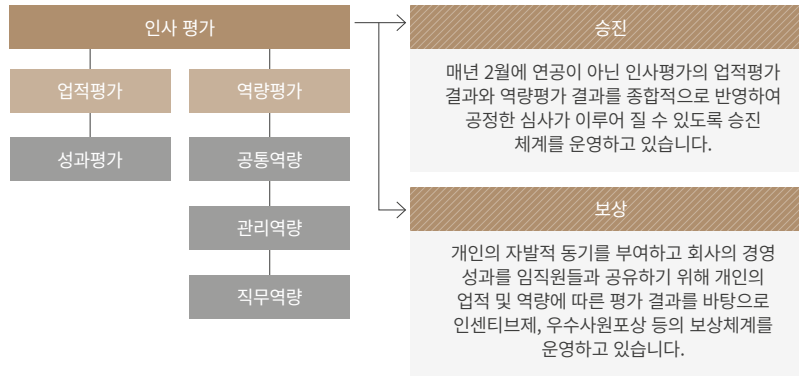 인사 평가
업적평가
역량평가
성과평가
공통역량
관리역량
직무역량
승진
매년 2월에 연공이 아닌 인사평가의 업적평가
결과와 역량평가 결과를 종합적으로 반영하여
공정한 심사가 이루어 질 수 있도록 승진
체계를 운영하고 있습니다.
보상
개인의 자발적 동기를 부여하고 회사의 경영
성과를 임직원들과 공유하기 위해 개인의
업적 및 역량에 따른 평가 결과를 바탕으로
인센티브제, 우수사원포상 등의 보상체계를
운영하고 있습니다.